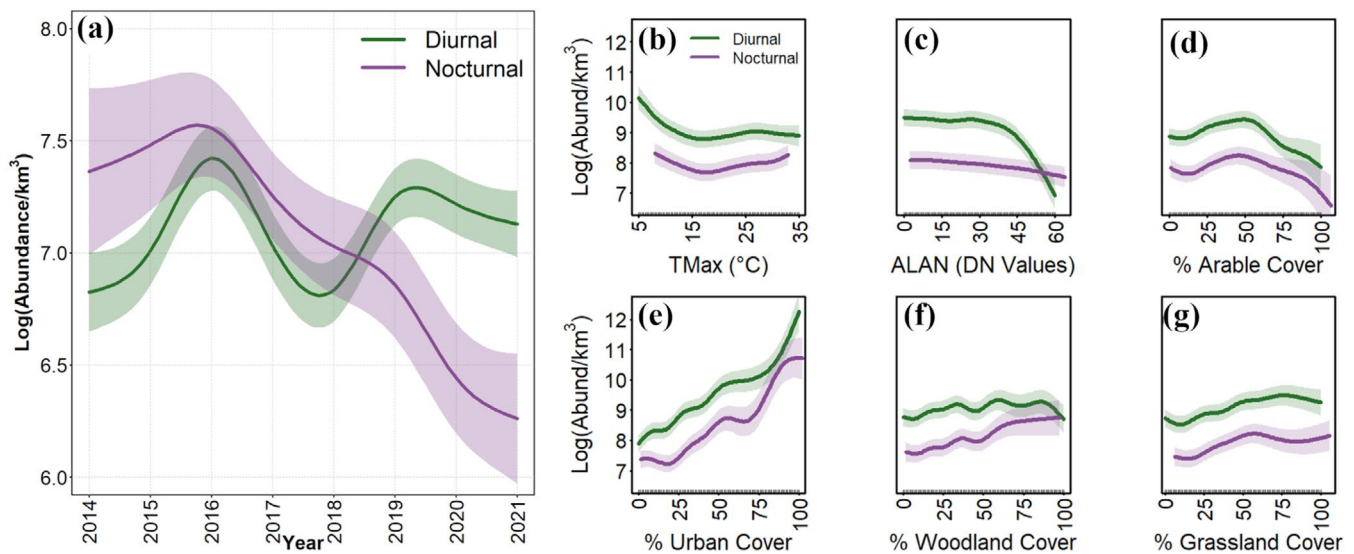 (a)
Diurnal
Nocturnal
Log(Abundance/km³)
8.0
7.5
7.0
6.5
6.0
2014
2015
2016
2017
2018
2019
2020
2021
Year
(b)
Diurnal
Nocturnal
Log(Abund/km³)
12
11
10
9
8
7
5
15
25
35
TMax (°C)
(c)
0
15
30
45
60
ALAN (DN Values)
(d)
0
25
50
75
100
% Arable Cover
(e)
Log(Abund/km³)
12
11
10
9
8
7
0
25
50
75
100
% Urban Cover
(f)
0
25
50
75
100
% Woodland Cover
(g)
0
25
50
75
100
% Grassland Cover